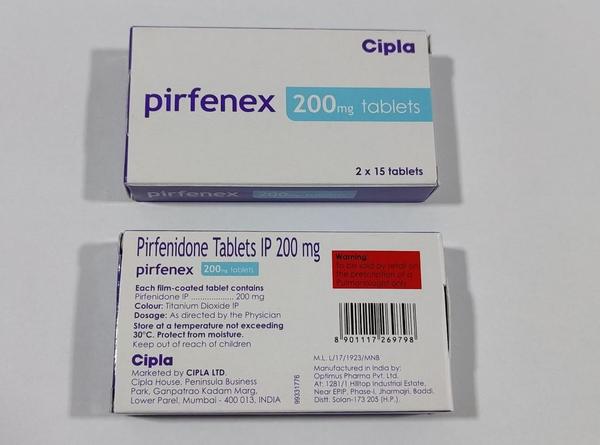 Cipla
pirfenex 200mg tablets
2 x 15 tablets
pirfenex 200mg tablets
Pirfenidone Tablets IP 200 mg
pirfenex 200mg tablets
Each film-coated tablet contains
Pirfenidone IP .................... 200 mg
Colour: Titanium Dioxide IP
Dosage: As directed by the Physician
Store at a temperature not exceeding
30°C. Protect from moisture.
Keep out of reach of children
Cipla
Marketed by CIPLA LTD.
Cipla House, Peninsula Business
Park, Ganpatrao Kadam Marg,
Lower Parel, Mumbai - 400 013, INDIA
99331776
Warning
To be sold by retail on
the prescription of a
Pulmonologist only
8 901117 269798
M.L. L/17/1923/MNB
Manufactured in India by:
Optimus Pharma Pvt. Ltd.
At: 1281/1 Hilltop Industrial Estate,
Near EPIP, Phase-I, Jharmajri, Baddi,
Distt. Solan-173 205 (H.P.).